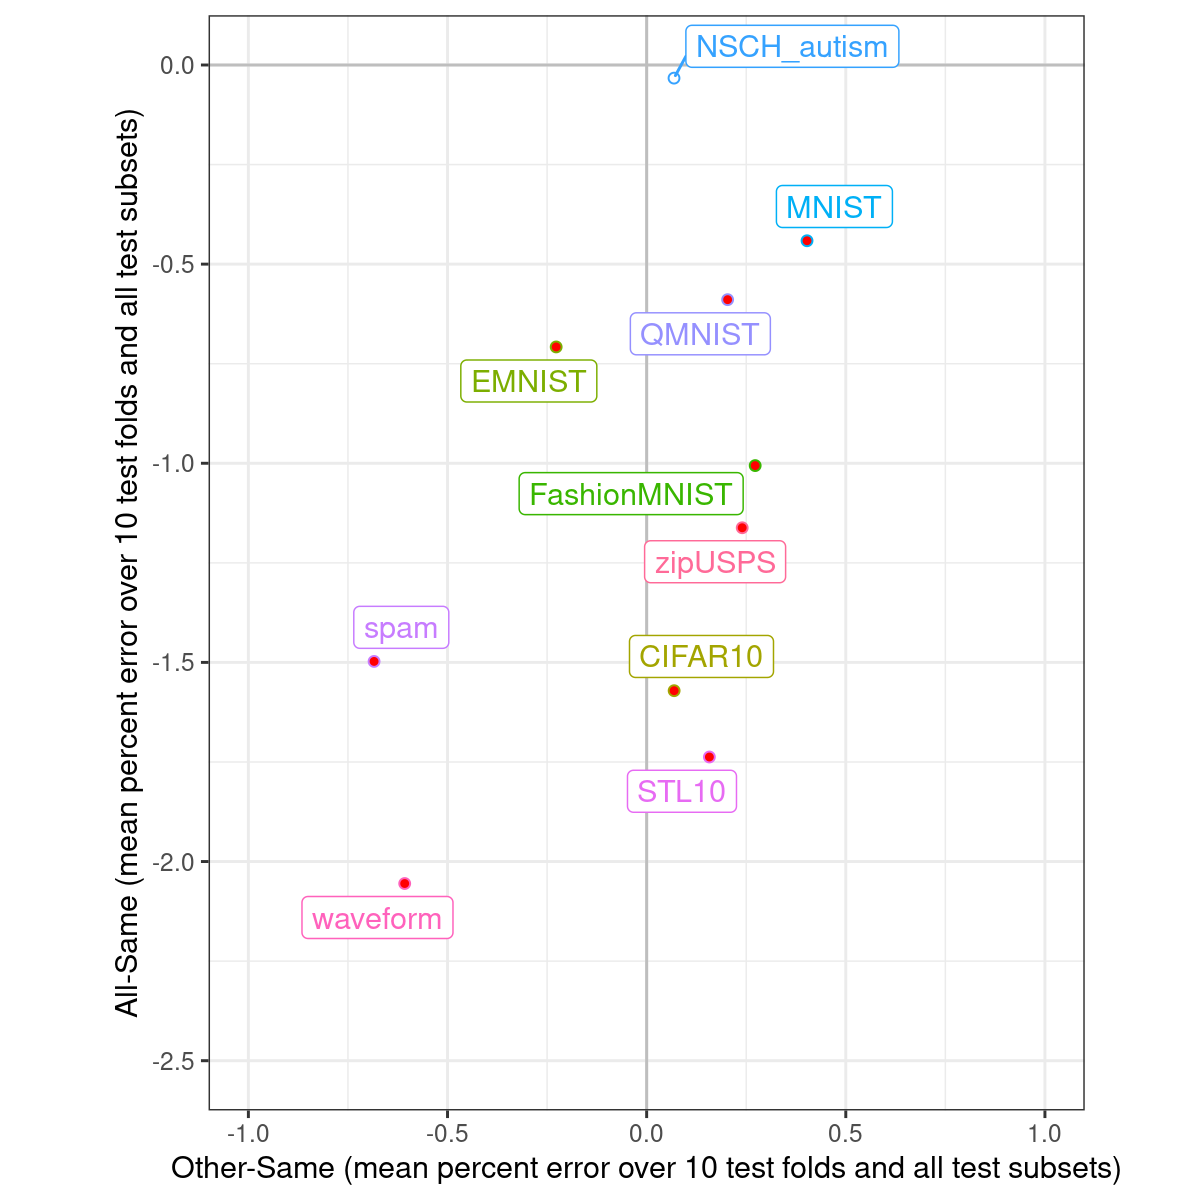 NSCH_autism
0.0
MNIST
-0.5
QMNIST
EMNIST
-1.0
FashionMNIST
zipUSPS
spam
CIFAR10
-1.5
STL10
-2.0
waveform
-2.5
All-Same (mean percent error over 10 test folds and all test subsets)
-1.0 -0.5 0.0 0.5 1.0
Other-Same (mean percent error over 10 test folds and all test subsets)